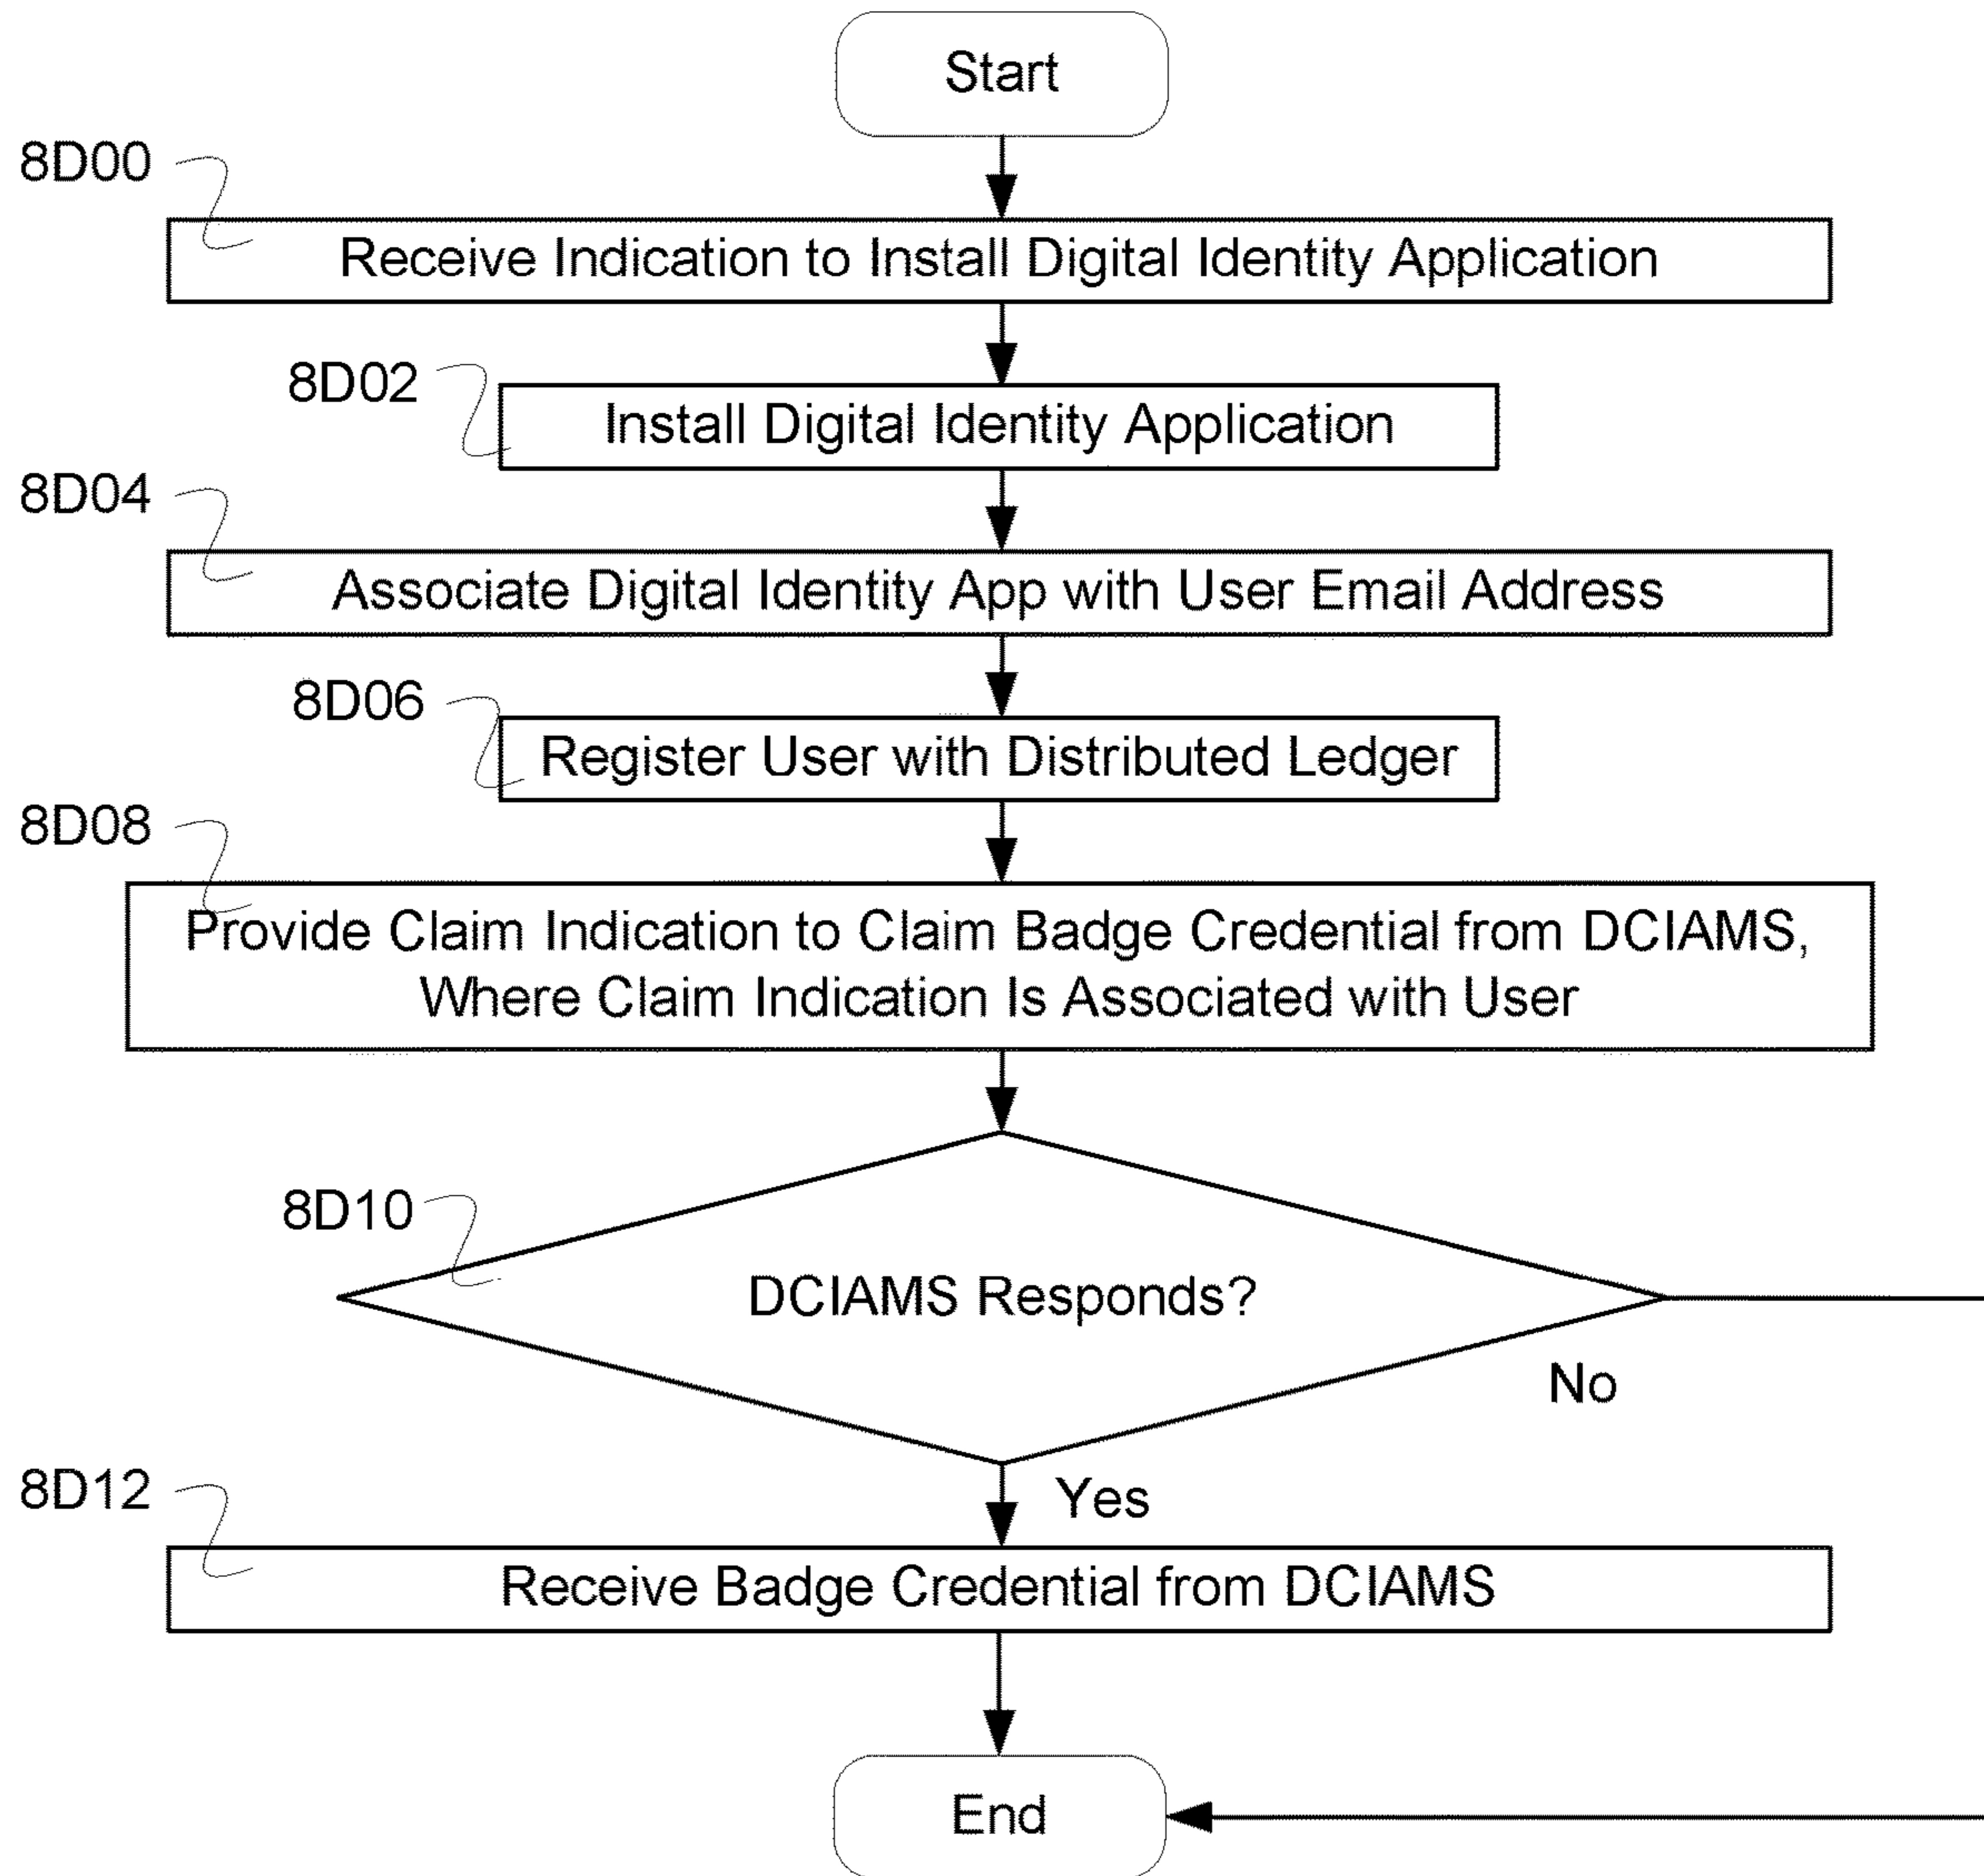 Start
8D00
Receive Indication to Install Digital Identity Application
8D02
Install Digital Identity Application
8D04
Associate Digital Identity App with User Email Address
8D06
Register User with Distributed Ledger
8D08
Provide Claim Indication to Claim Badge Credential from DCIAMS,
Where Claim Indication Is Associated with User
8D10
DCIAMS Responds?
No
Yes
8D12
Receive Badge Credential from DCIAMS
End